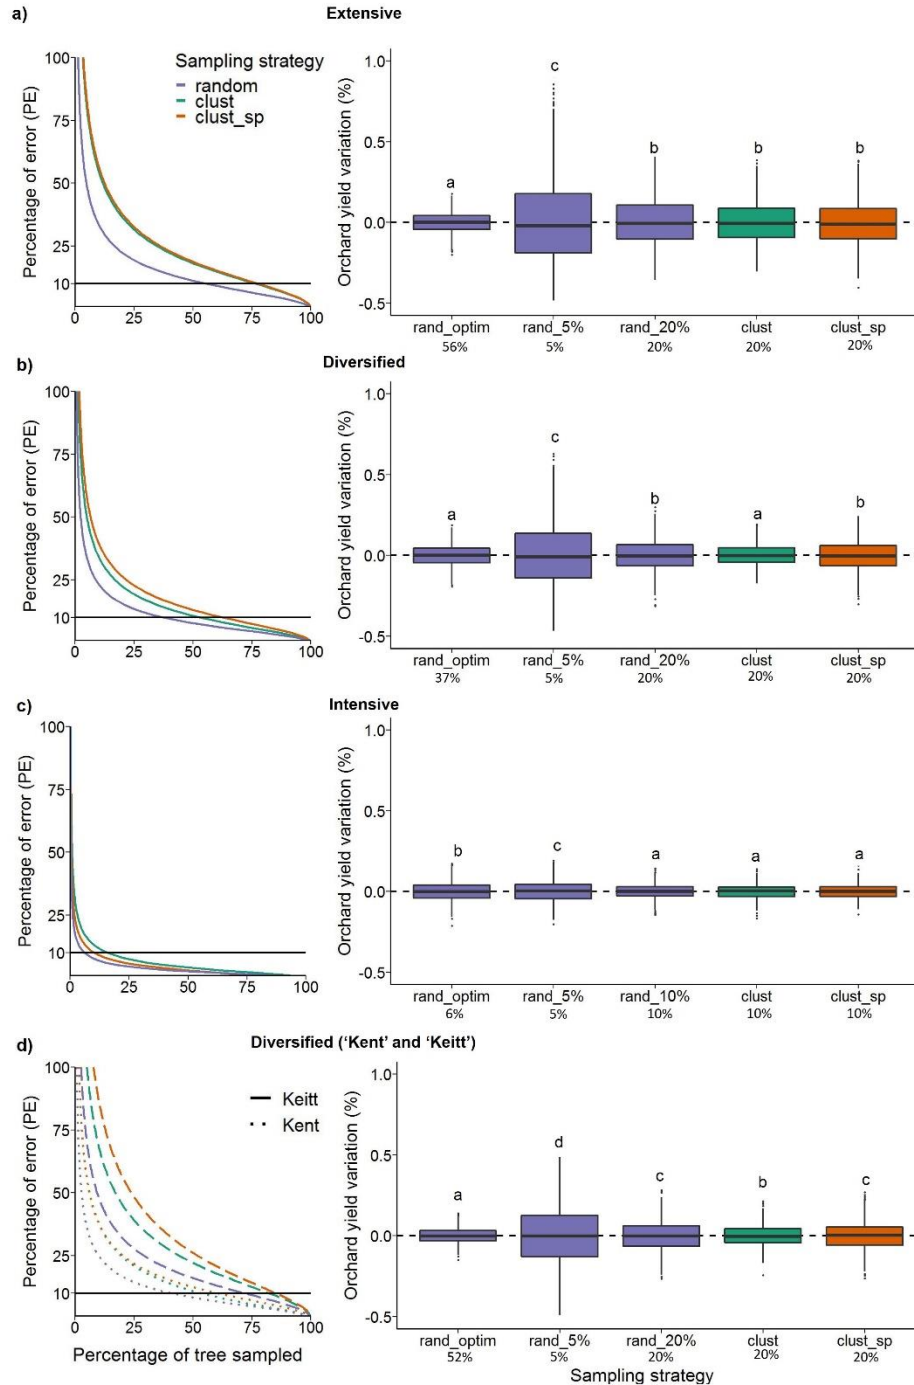 a)
Extensive
Percentage of error (PE)
100
75
50
25
10
0
25
50
75
100
Sampling strategy
random
clust
clust_sp
Orchard yield variation (%)
1.0
0.5
0.0
-0.5
a
c
b
b
b
rand_optim
rand_5%
rand_20%
clust
clust_sp
56%
5%
20%
20%
20%
b)
Diversified
Percentage of error (PE)
100
75
50
25
10
0
25
50
75
100
Orchard yield variation (%)
1.0
0.5
0.0
-0.5
a
c
b
a
b
rand_optim
rand_5%
rand_20%
clust
clust_sp
37%
5%
20%
20%
20%
c)
Intensive
Percentage of error (PE)
100
75
50
25
10
0
25
50
75
100
Orchard yield variation (%)
1.0
0.5
0.0
-0.5
b
c
a
a
a
rand_optim
rand_5%
rand_10%
clust
clust_sp
6%
5%
10%
10%
10%
d)
Diversified (‘Kent’ and ‘Keitt’)
Percentage of error (PE)
100
75
50
25
10
0
25
50
75
100
Percentage of tree sampled
Keitt
Kent
Orchard yield variation (%)
1.0
0.5
0.0
-0.5
a
d
c
b
c
rand_optim
rand_5%
rand_20%
clust
clust_sp
52%
5%
20%
20%
20%
Sampling strategy